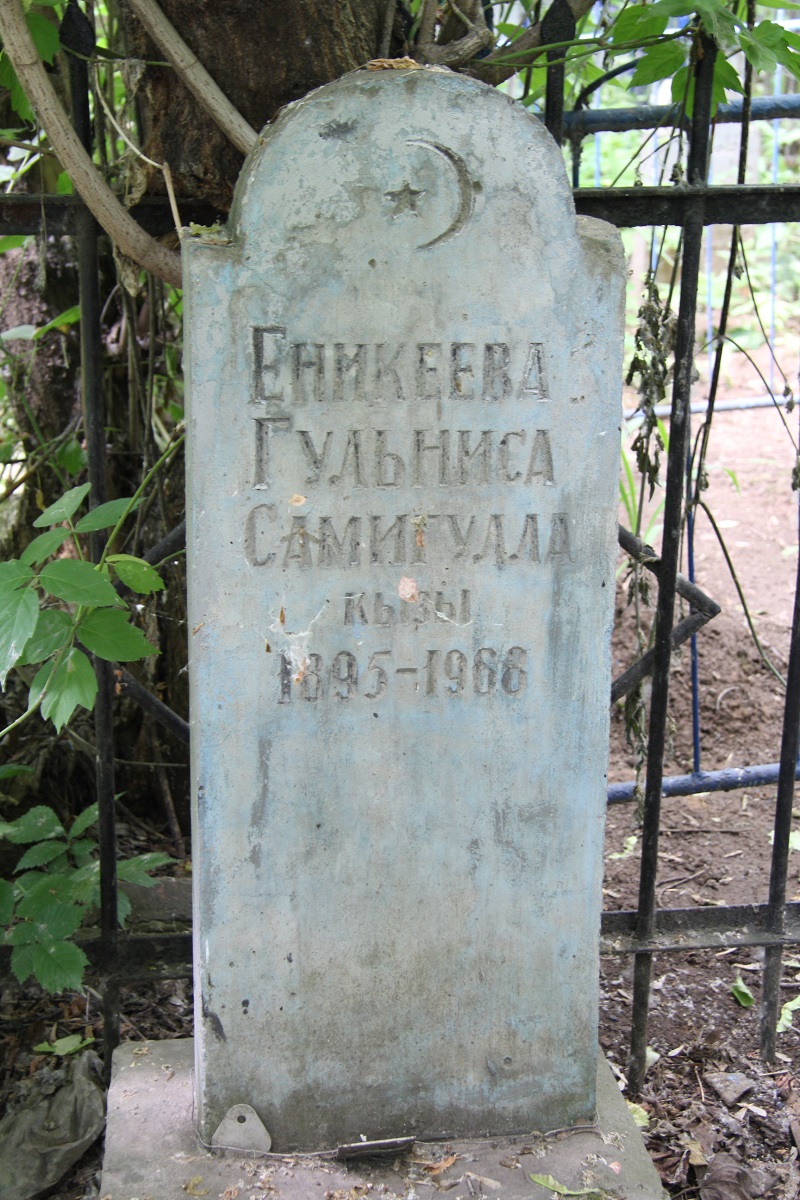 Еникеева
Гульниса
Самигулла
кызы
1895-1968